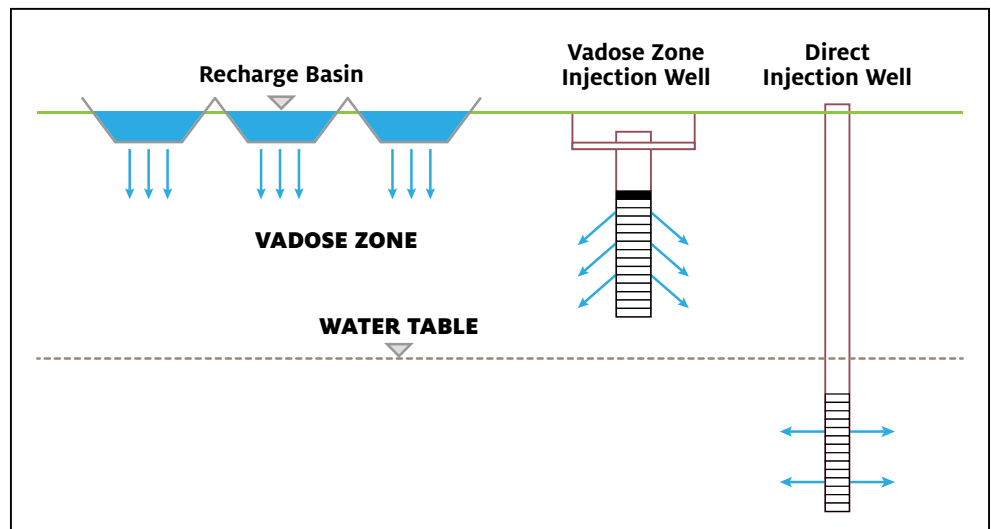 Recharge Basin
Vadose Zone
Injection Well
Direct
Injection Well
VADOSE ZONE
WATER TABLE